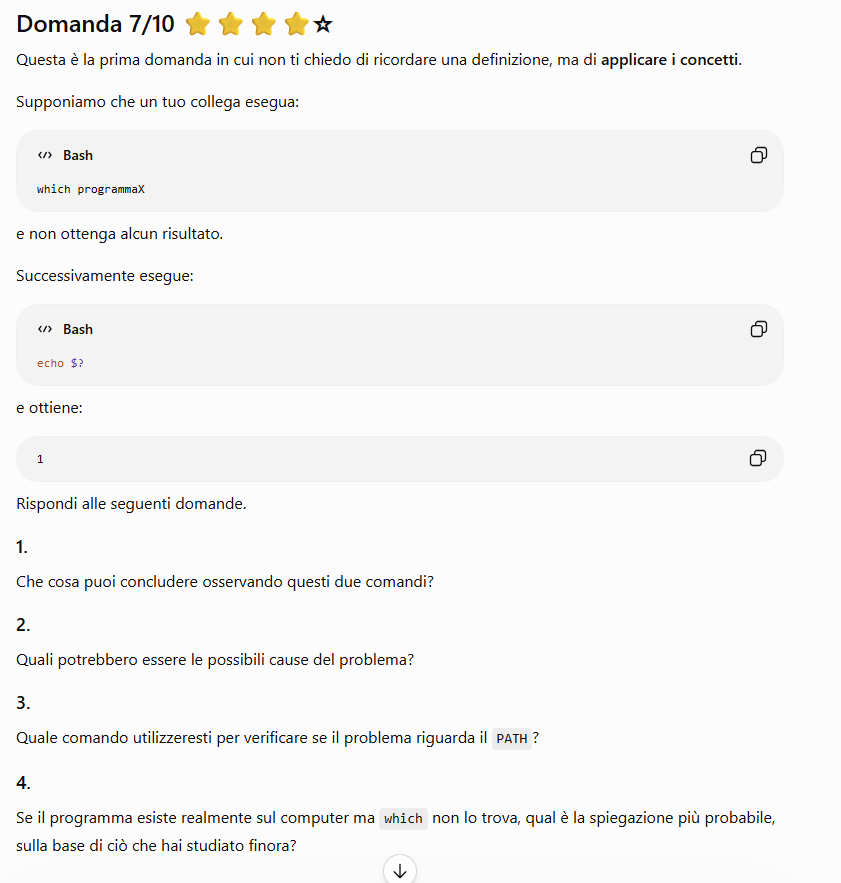 Domanda 7/10 ⭐⭐⭐⭐☆
Questa è la prima domanda in cui non ti chiedo di ricordare una definizione, ma di applicare i concetti.
Supponiamo che un tuo collega esegua:
Bash
which programmaX
e non ottenga alcun risultato.
Successivamente esegue:
Bash
echo $?
e ottiene:
1
Rispondi alle seguenti domande.
1.
Che cosa puoi concludere osservando questi due comandi?
2.
Quali potrebbero essere le possibili cause del problema?
3.
Quale comando utilizzeresti per verificare se il problema riguarda il PATH?
4.
Se il programma esiste realmente sul computer ma which non lo trova, qual è la spiegazione più probabile,
sulla base di ciò che hai studiato finora?